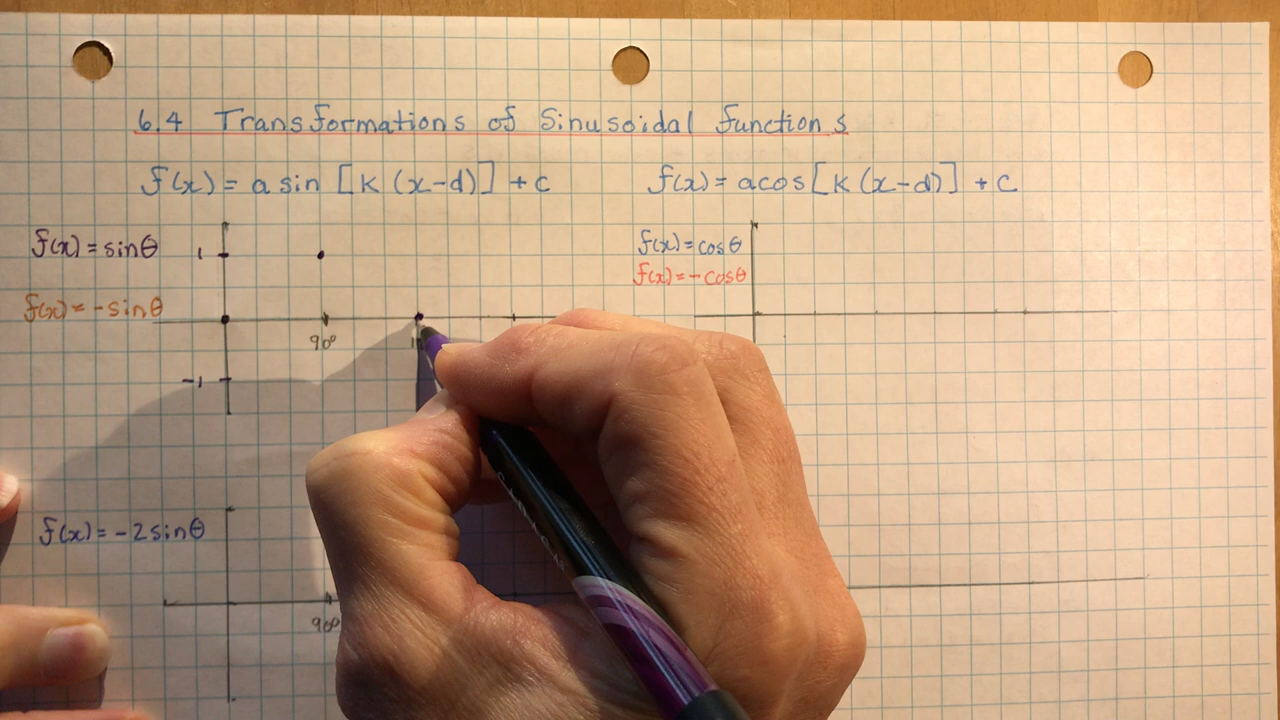 6.4 Transformations of Sinusoidal functions
f(x) = a sin [K (x-d)] + c
f(x) = acos[K (x-d)] + c
f(x) = sinθ
1
f(x) = -sinθ
90°
-1
f(x) = cosθ
f(x) = -cosθ
f(x) = -2sinθ
90°